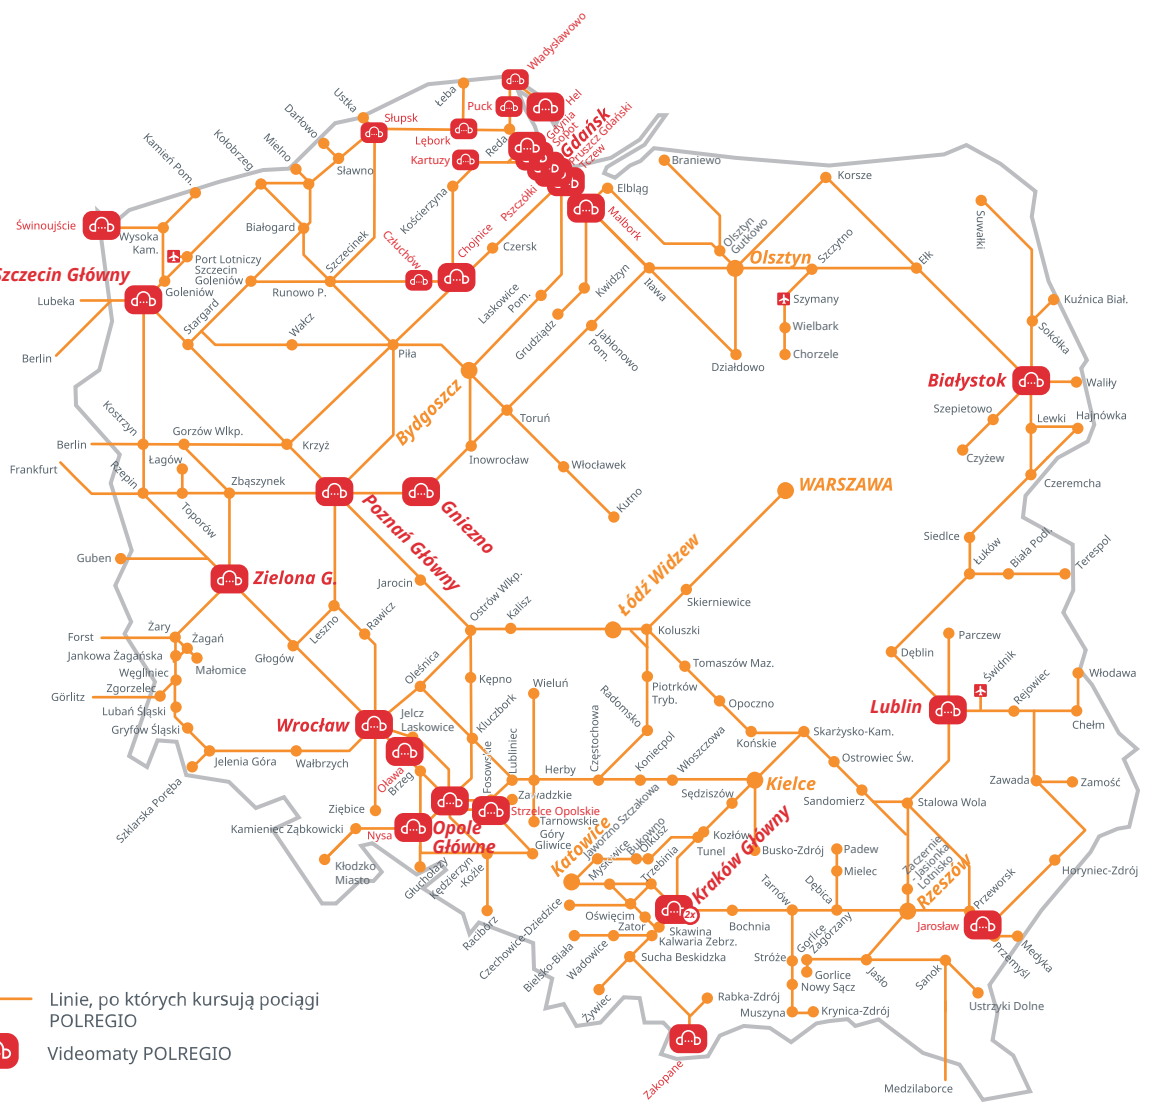 Władysławowo
Hel
Puck
Łeba
Ustka
Słupsk
Lębork
Reda
Gdynia
Sopot
Gdańsk
Pruszcz Gdański
Tczew
Darłowo
Mielno
Kołobrzeg
Kamień Pom.
Sławno
Kartuzy
Kościerzyna
Pszczółki
Malbork
Elbląg
Braniewo
Korsze
Suwałki
Świnoujście
Wysoka
Kam.
Białogard
Szczecinek
Człuchów
Chojnice
Czersk
Olsztyn
Gutkowo
Olsztyn
Szczytno
Ełk
Port Lotniczy
Szczecin
Goleniów
Goleniów
Szczecin Główny
Runowo P.
Laskowice
Pom.
Kwidzyn
Iława
Szymany
Kuźnica Biał.
Lubeka
Stargard
Wałcz
Piła
Grudziądz
Jabłonowo
Pom.
Wielbark
Sokółka
Berlin
Działdowo
Chorzele
Białystok
Waliły
Bydgoszcz
Toruń
Szepietowo
Lewki
Hajnówka
Kostrzyn
Gorzów Wlkp.
Krzyż
Inowrocław
Czyżew
Berlin
Łagów
Włocławek
Frankfurt
Rzepin
Zbąszynek
Czeremcha
WARSZAWA
Toporów
Poznań Główny
Gniezno
Kutno
Siedlce
Łuków
Biała Podl.
Terespol
Guben
Zielona G.
Jarocin
Łódź Widzew
Skierniewice
Leszno
Rawicz
Ostrów Wlkp.
Kalisz
Koluszki
Parczew
Forst
Żary
Żagań
Dęblin
Jankowa Żagańska
Małomice
Głogów
Oleśnica
Tomaszów Maz.
Świdnik
Włodawa
Węgliniec
Zgorzelec
Görlitz
Kępno
Wieluń
Piotrków
Tryb.
Opoczno
Rejowiec
Lubań Śląski
Lublin
Chełm
Gryfów Śląski
Wrocław
Jelcz
Laskowice
Kluczbork
Radomsko
Końskie
Skarżysko-Kam.
Jelenia Góra
Wałbrzych
Oława
Brzeg
Fosowskie
Lubliniec
Herby
Częstochowa
Koniecpol
Włoszczowa
Ostrowiec Św.
Kielce
Zawada
Zamość
Szklarska Poręba
Ziębice
Zawadzkie
Sędziszów
Sandomierz
Stalowa Wola
Strzelce Opolskie
Tarnowskie
Góry
Kamieniec Ząbkowicki
Nysa
Opole
Główne
Gliwice
Katowice
Jaworzno Szczakowa
Mysłowice
Bukowno
Olkusz
Kozłów
Tunel
Busko-Zdrój
Padew
Zaczernie
- Jasionka
Lotnisko
Kłodzko
Miasto
Głuchołazy
Kędzierzyn
-Koźle
Trzebinia
Kraków Główny
Mielec
Horyniec-Zdrój
Racibórz
Czechowice-Dziedzice
Oświęcim
Zator
2x
Skawina
Bochnia
Tarnów
Dębica
Rzeszów
Przeworsk
Jarosław
Bielsko-Biała
Wadowice
Kalwaria Zebrz.
Sucha Beskidzka
Stróże
Gorlice
Zagórzany
Gorlice
Jasło
Sanok
Przemyśl
Medyka
Żywiec
Rabka-Zdrój
Nowy Sącz
Muszyna
Krynica-Zdrój
Ustrzyki Dolne
Zakopane
Medzilaborce
Linie, po których kursują pociągi
POLREGIO
Videomaty POLREGIO